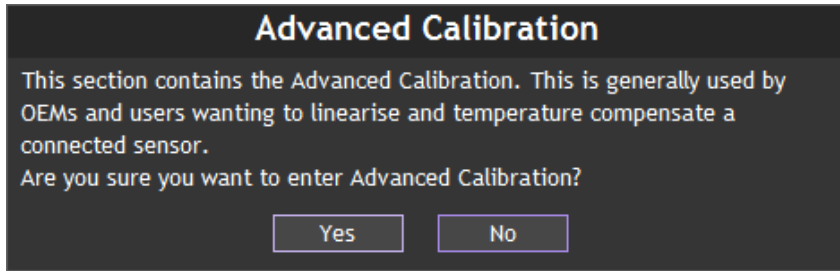 Advanced Calibration
This section contains the Advanced Calibration. This is generally used by
OEMs and users wanting to linearise and temperature compensate a
connected sensor.
Are you sure you want to enter Advanced Calibration?
Yes No